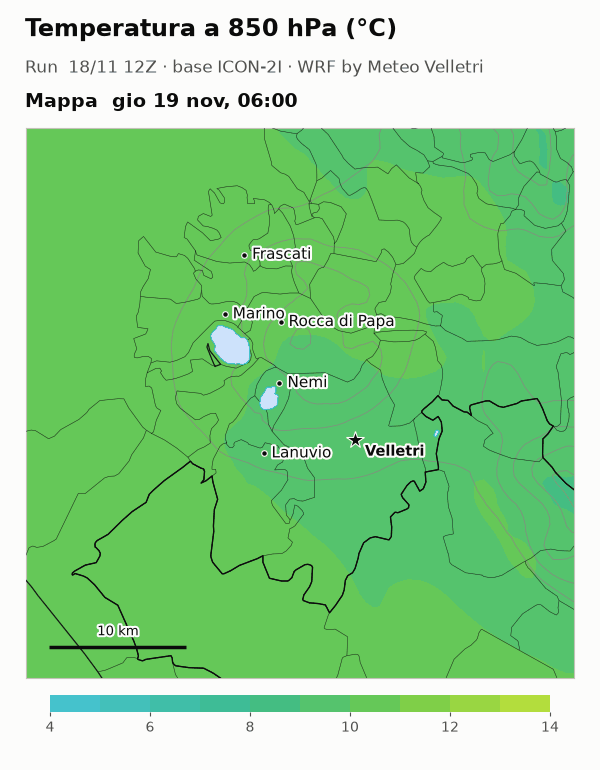 Temperatura a 850 hPa (°C)
Run  18/11 12Z · base ICON-2I · WRF by Meteo Velletri
Mappa  gio 19 nov, 06:00
Frascati
Marino
Rocca di Papa
Nemi
Velletri
Lanuvio
10 km
4 6 8 10 12 14